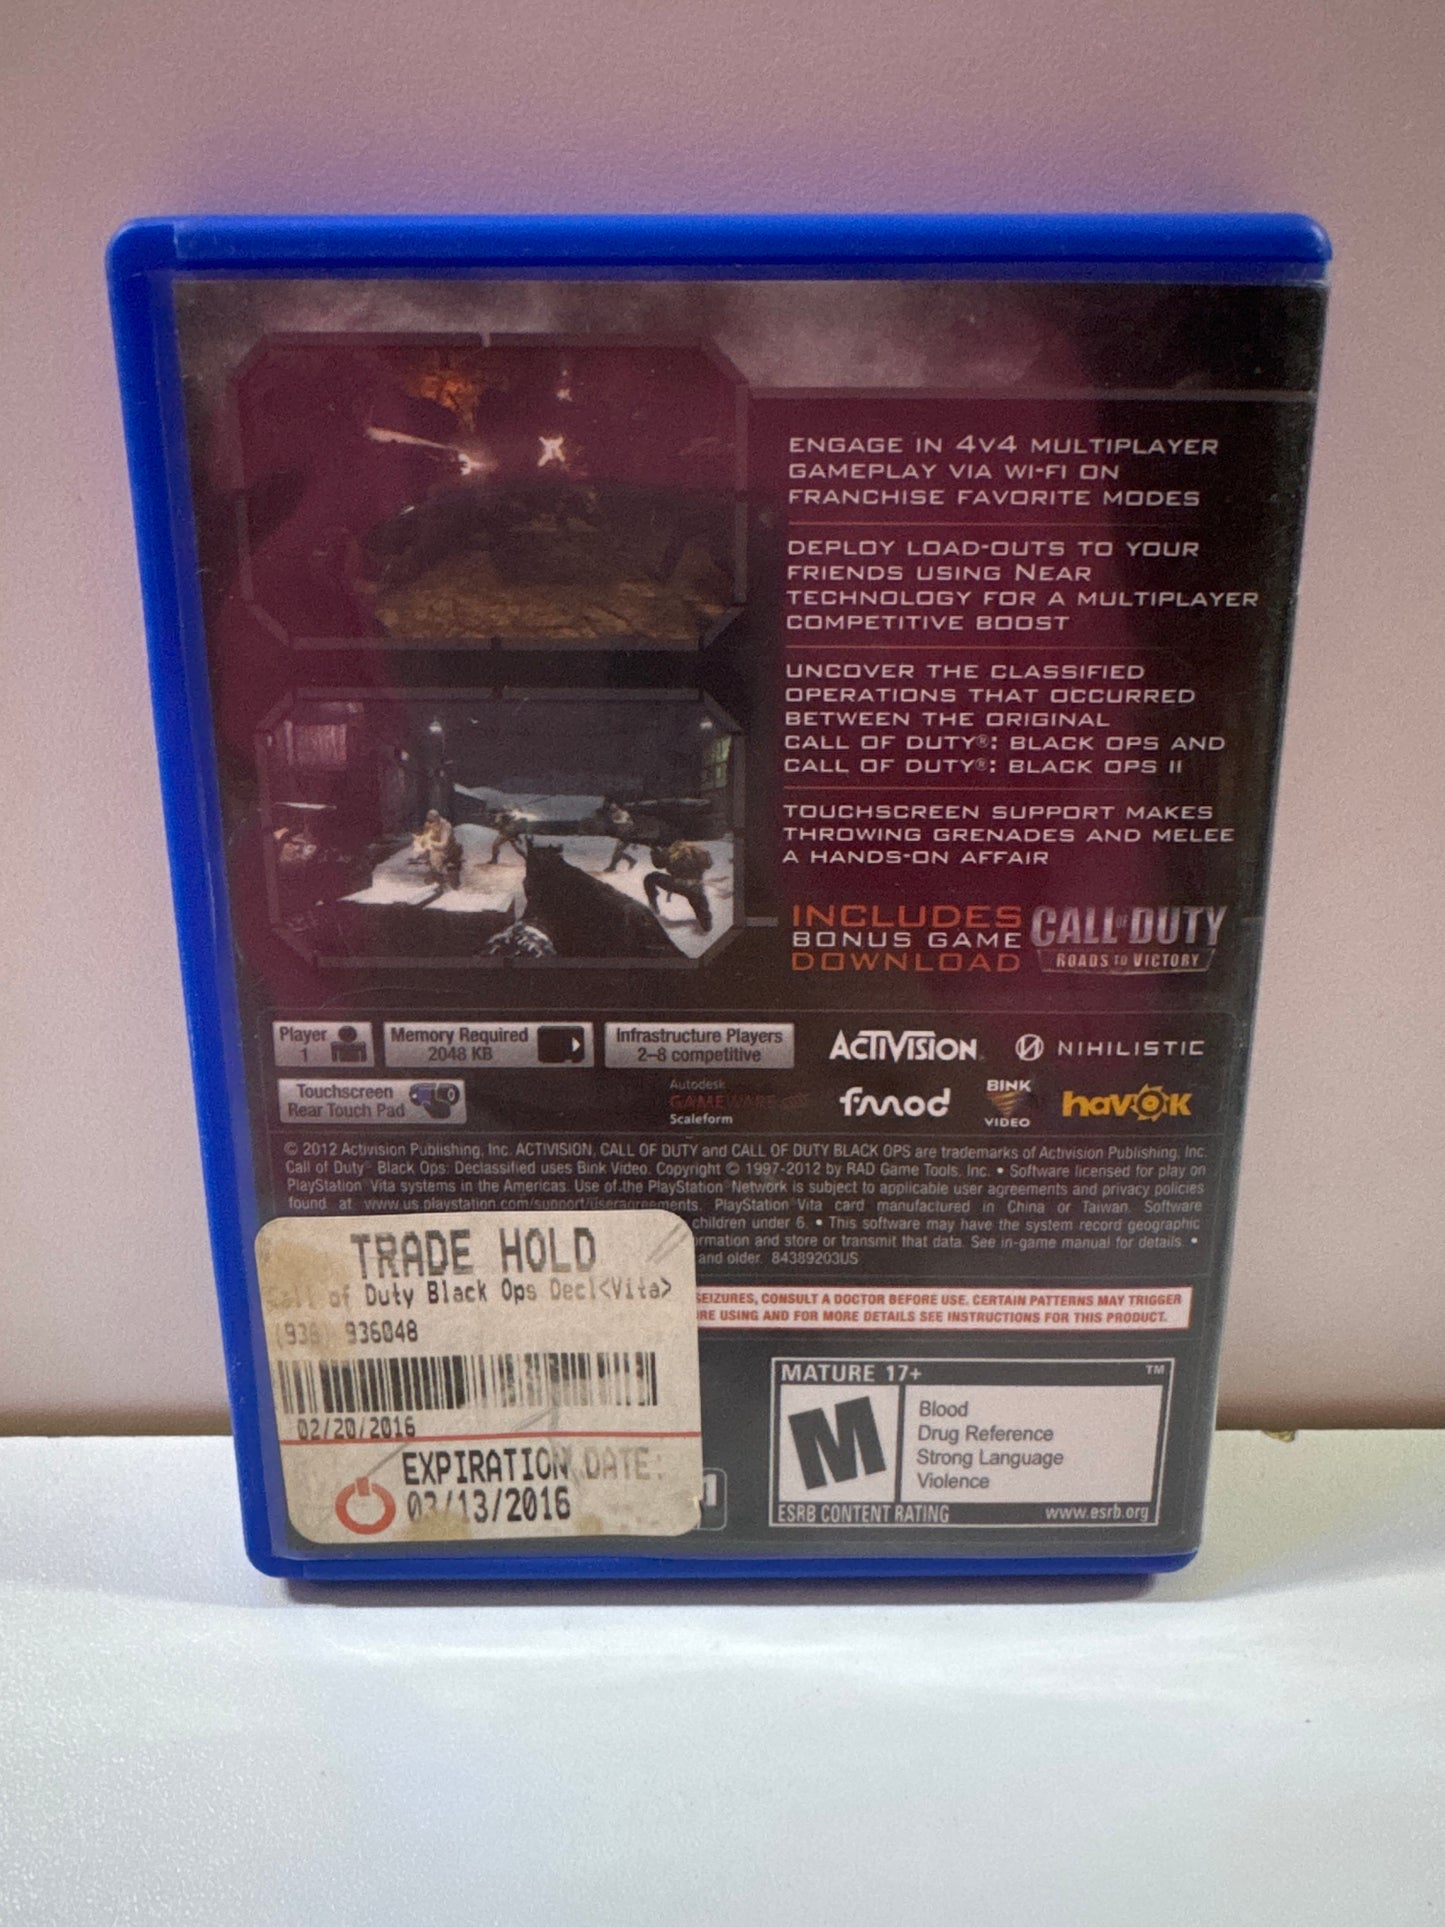 ENGAGE IN 4V4 MULTIPLAYER
GAMEPLAY VIA WI-FI ON
FRANCHISE FAVORITE MODES
DEPLOY LOAD-OUTS TO YOUR
FRIENDS USING NEAR
TECHNOLOGY FOR A MULTIPLAYER
COMPETITIVE BOOST
UNCOVER THE CLASSIFIED
OPERATIONS THAT OCCURRED
BETWEEN THE ORIGINAL
CALL OF DUTY®: BLACK OPS AND
CALL OF DUTY®: BLACK OPS II
TOUCHSCREEN SUPPORT MAKES
THROWING GRENADES AND MELEE
A HANDS-ON AFFAIR
INCLUDES
BONUS GAME
DOWNLOAD
CALL OF DUTY
ROADS TO VICTORY
Player
1
Memory Required
2048 KB
Infrastructure Players
2-8 competitive
ACTIVISION
NIHILISTIC
Touchscreen
Rear Touch Pad
Autodesk
GAMEWARE
Scaleform
fmod
BINK
VIDEO
havok
© 2012 Activision Publishing, Inc. ACTIVISION, CALL OF DUTY and CALL OF DUTY BLACK OPS are trademarks of Activision Publishing, Inc.
Call of Duty® Black Ops: Declassified uses Bink Video. Copyright © 1997-2012 by RAD Game Tools, Inc. • Software licensed for play on
PlayStation®Vita systems in the Americas. Use of the PlayStation®Network is subject to applicable user agreements and privacy policies
found at www.us.playstation.com/support/useragreements. PlayStation®Vita card manufactured in China or Taiwan. Software
children under 6. • This software may have the system record geographic
ormation and store or transmit that data. See in-game manual for details. •
and older. 84389203US
SEIZURES, CONSULT A DOCTOR BEFORE USE. CERTAIN PATTERNS MAY TRIGGER
RE USING AND FOR MORE DETAILS SEE INSTRUCTIONS FOR THIS PRODUCT.
TRADE HOLD
Call of Duty Black Ops Decl<Vita>
936048
02/20/2016
EXPIRATION DATE:
03/13/2016
MATURE 17+
TM
M
Blood
Drug Reference
Strong Language
Violence
ESRB CONTENT RATING
www.esrb.org